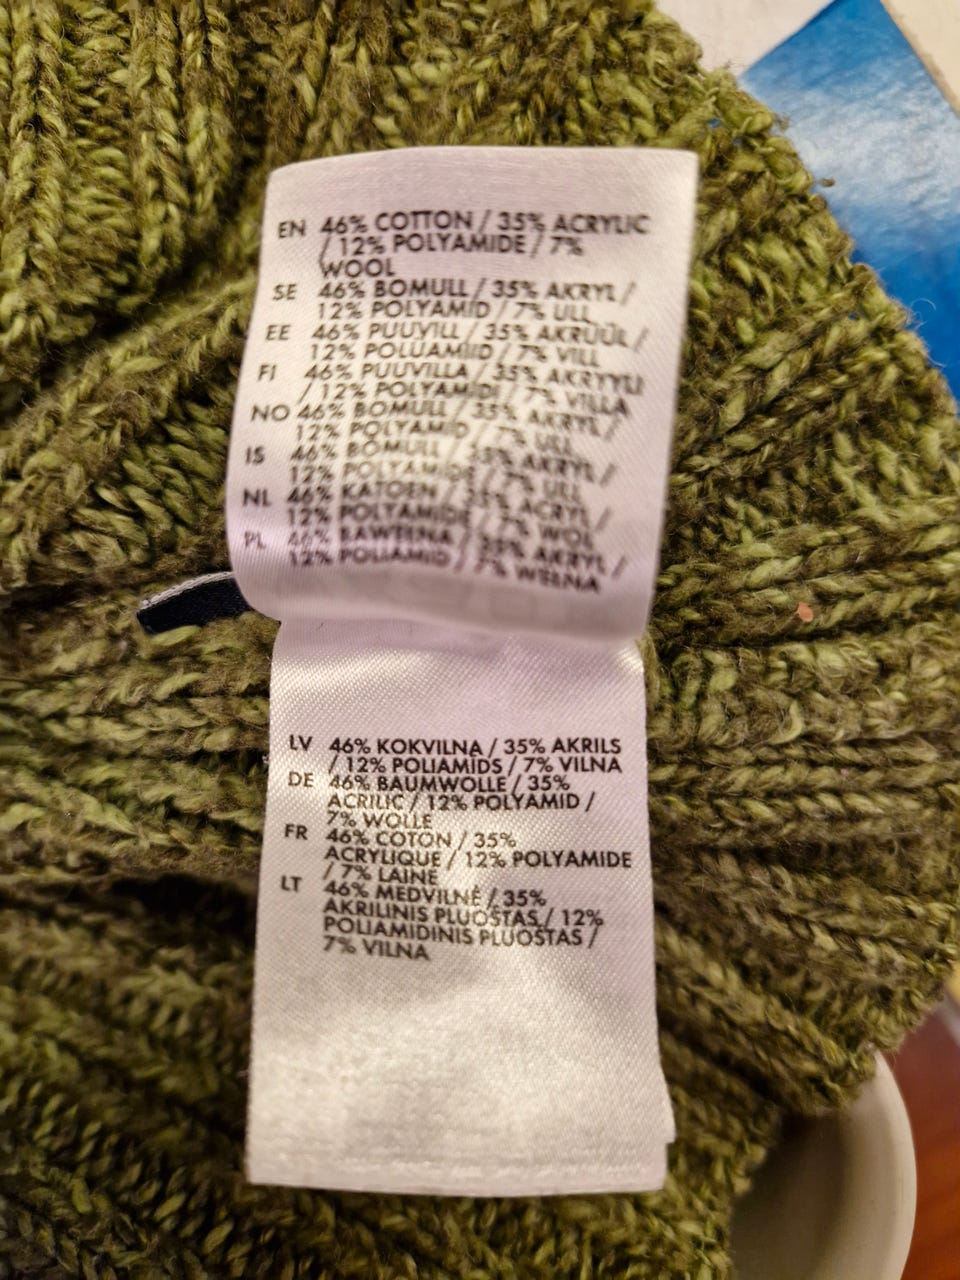 EN 46% COTTON / 35% ACRYLIC
/ 12% POLYAMIDE / 7%
WOOL
SE 46% BOMULL / 35% AKRYL /
12% POLYAMID / 7% ULL
EE 46% PUUVILL / 35% AKRÜÜL /
12% POLÜAMIID / 7% VILL
FI 46% PUUVILLA / 35% AKRYYLI
/ 12% POLYAMIDI / 7% VILLA
NO 46% BOMULL / 35% AKRYL /
12% POLYAMID / 7% ULL
IS 46% BOMULL / 35% AKRYL /
12% POLYAMID / 7% ULL
NL 46% KATOEN / 35% ACRYL /
12% POLYAMIDE / 7% WOL
PL 46% BAWEŁNA / 35% AKRYL /
12% POLIAMID / 7% WEŁNA
LV 46% KOKVILNA / 35% AKRILS
/ 12% POLIAMIDS / 7% VILNA
DE 46% BAUMWOLLE / 35%
ACRILIC / 12% POLYAMID /
7% WOLLE
FR 46% COTON / 35%
ACRYLIQUE / 12% POLYAMIDE
/ 7% LAINE
LT 46% MEDVILNĖ / 35%
AKRILINIS PLUOŠTAS / 12%
POLIAMIDINIS PLUOŠTAS /
7% VILNA